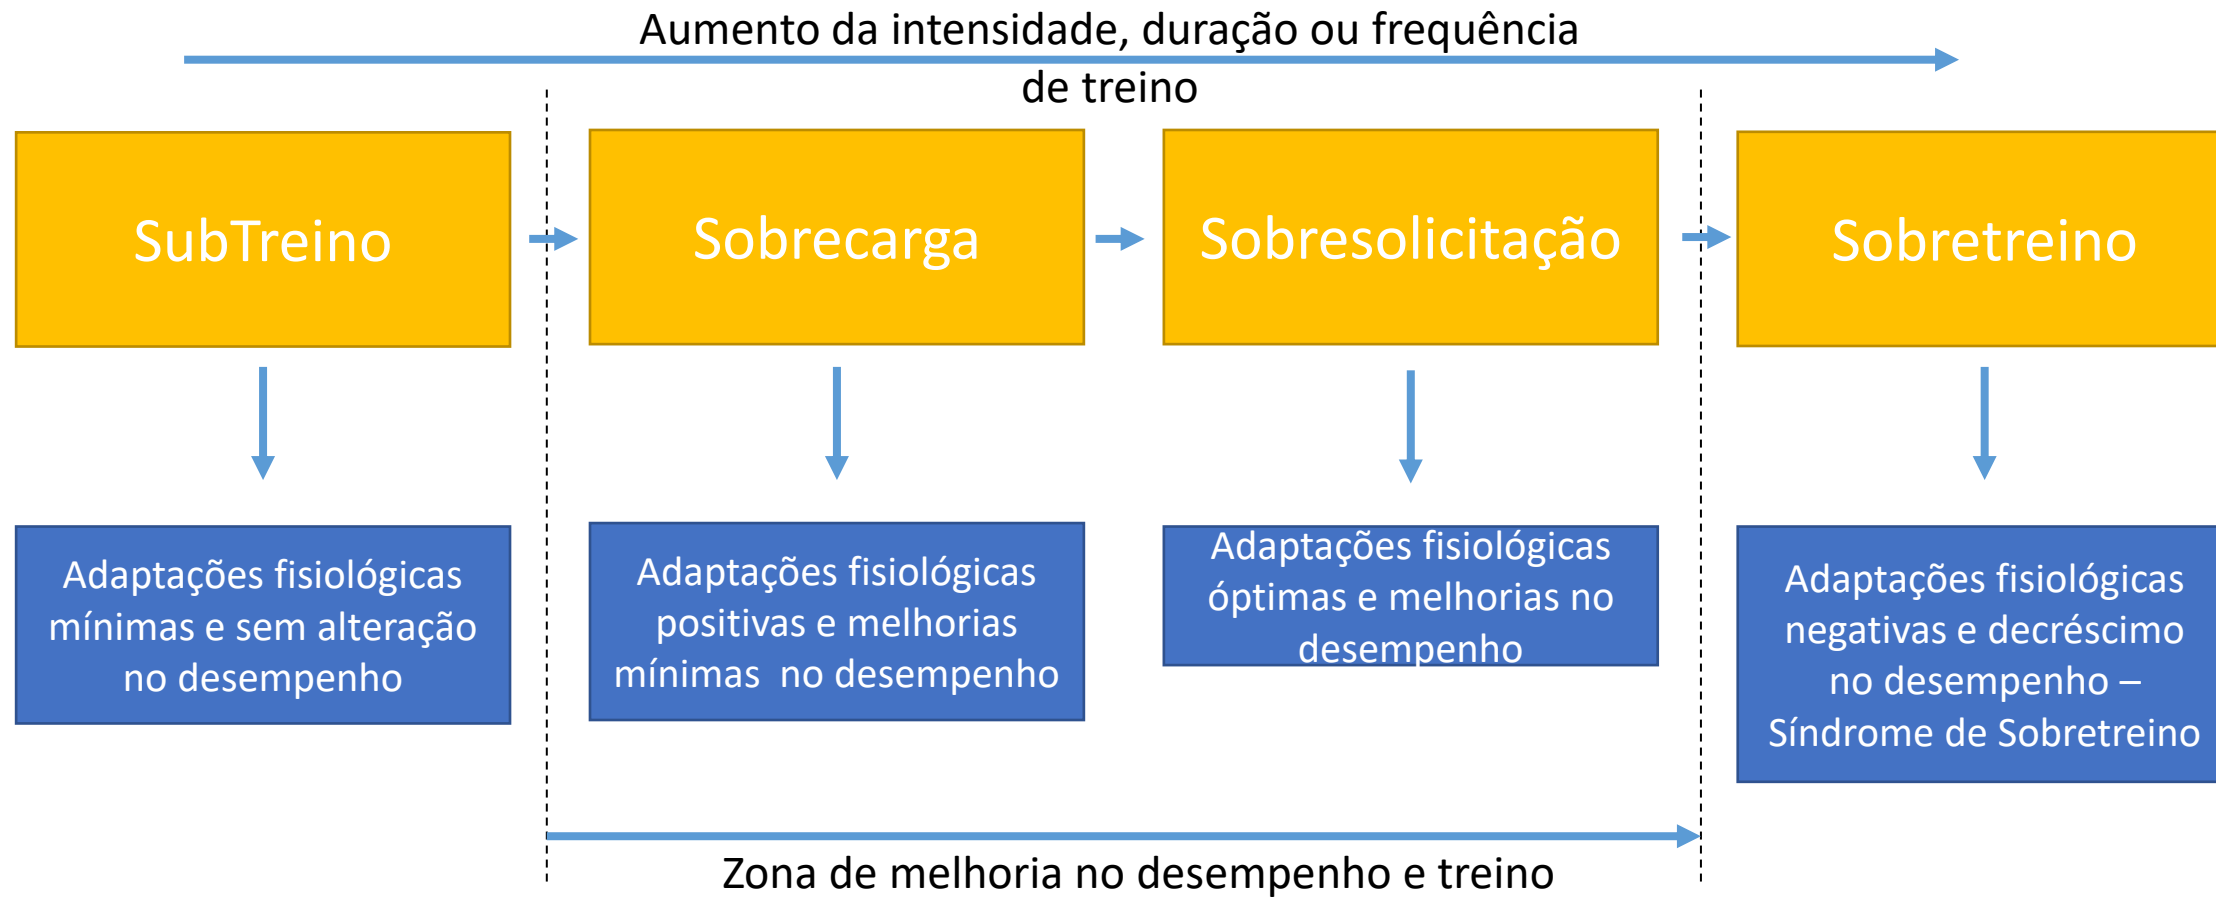 Aumento da intensidade, duração ou frequência
de treino
SubTreino
Sobrecarga
Sobresolicitação
Sobretreino
Adaptações fisiológicas
mínimas e sem alteração
no desempenho
Adaptações fisiológicas
positivas e melhorias
mínimas  no desempenho
Adaptações fisiológicas
óptimas e melhorias no
desempenho
Adaptações fisiológicas
negativas e decréscimo
no desempenho –
Síndrome de Sobretreino
Zona de melhoria no desempenho e treino